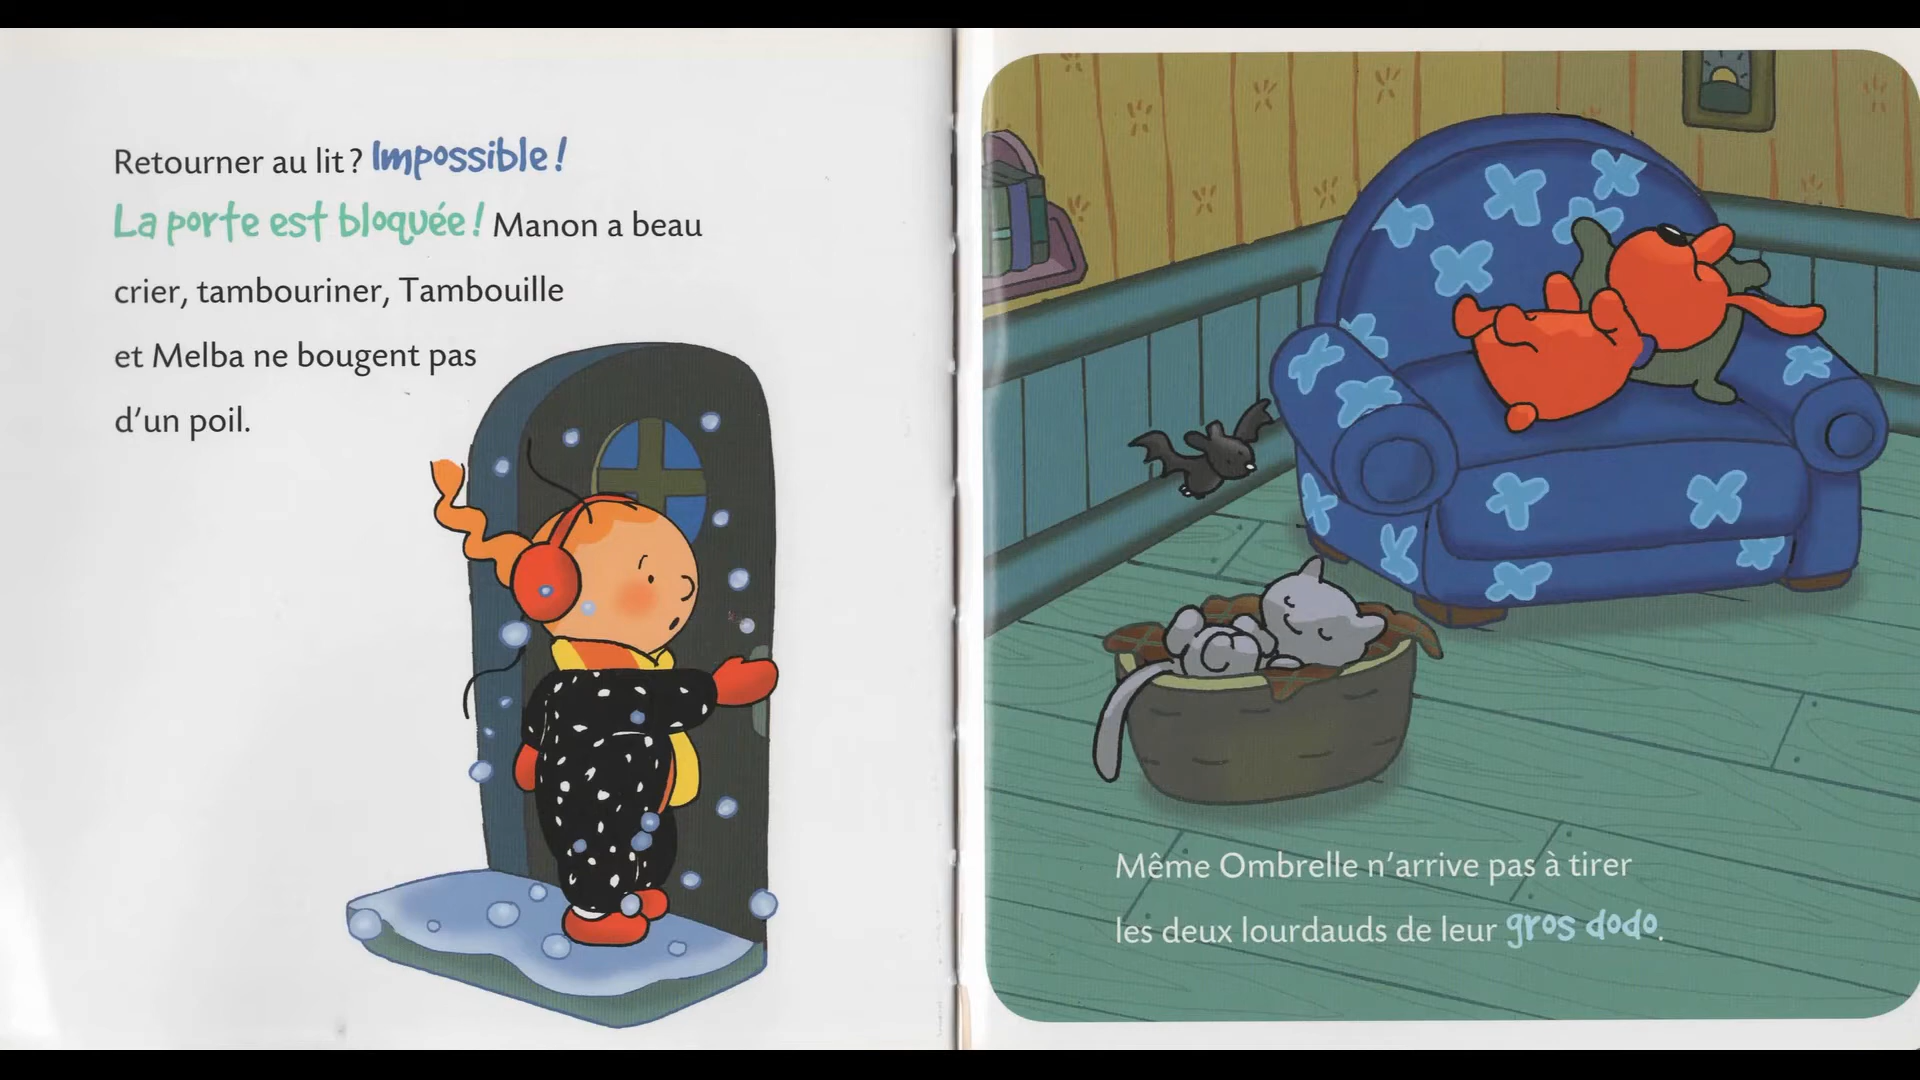 Retourner au lit ? Impossible !
La porte est bloquée ! Manon a beau
crier, tambouriner, Tambouille
et Melba ne bougent pas
d'un poil.
Même Ombrelle n'arrive pas à tirer
les deux lourdauds de leur gros dodo.